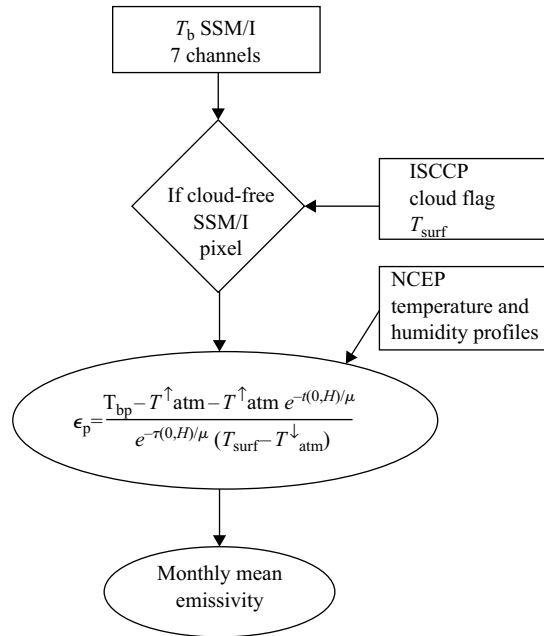 T_b SSM/I
7 channels
If cloud-free
SSM/I
pixel
ISCCP
cloud flag
T_surf
NCEP
temperature and
humidity profiles
ϵ_p = (T_bp – T^↑atm – T^↑atm e^{–t(0,H)/μ}) / (e^{–τ(0,H)/μ} (T_surf – T^↓_atm))
Monthly mean
emissivity